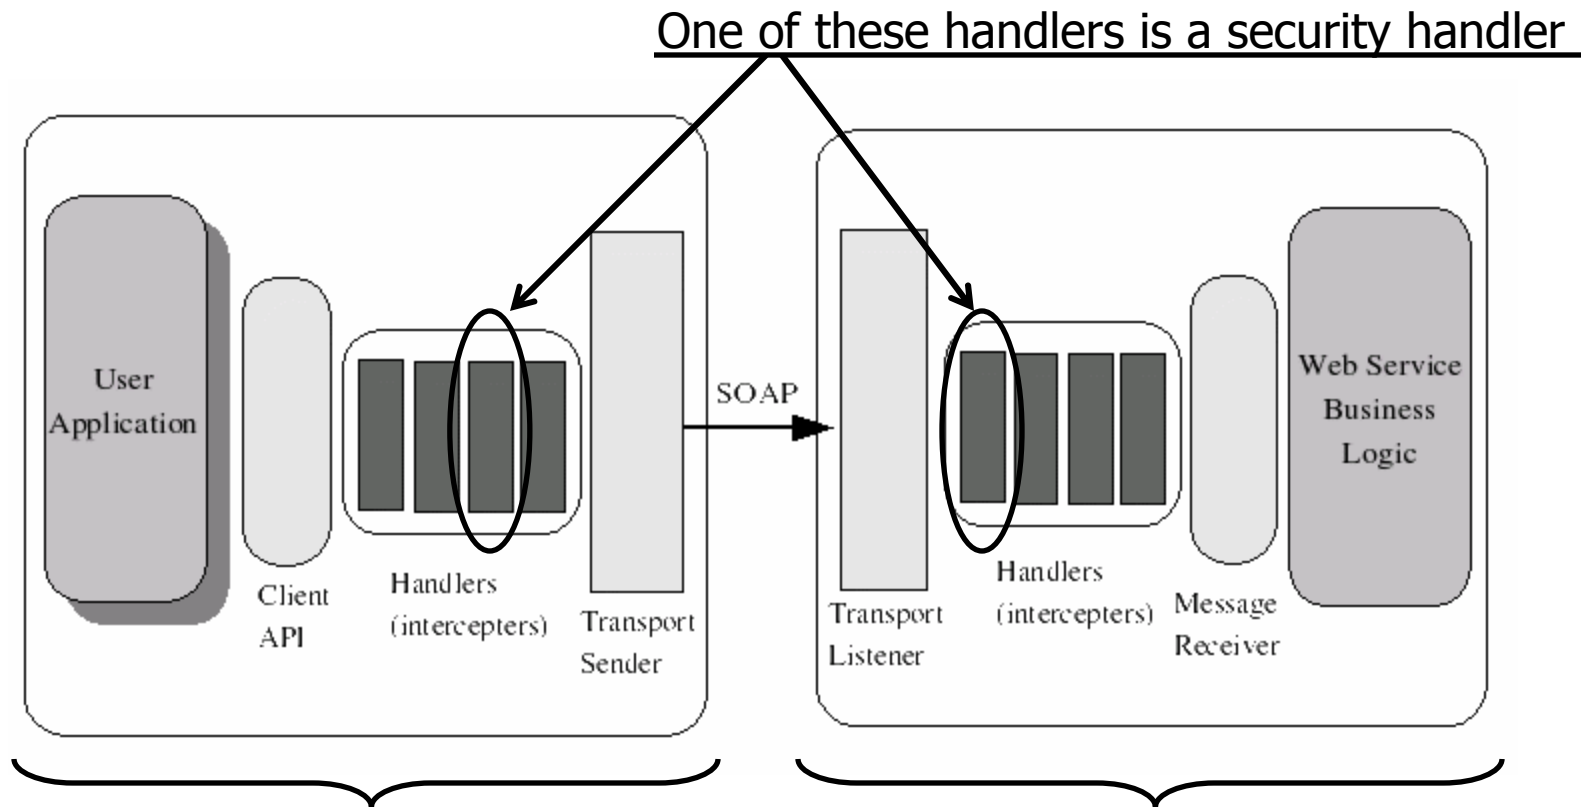 One of these handlers is a security handler
User
Application
Client
API
Handlers
(intercepters)
Transport
Sender
SOAP
Transport
Listener
Handlers
(intercepters)
Message
Receiver
Web Service
Business
Logic